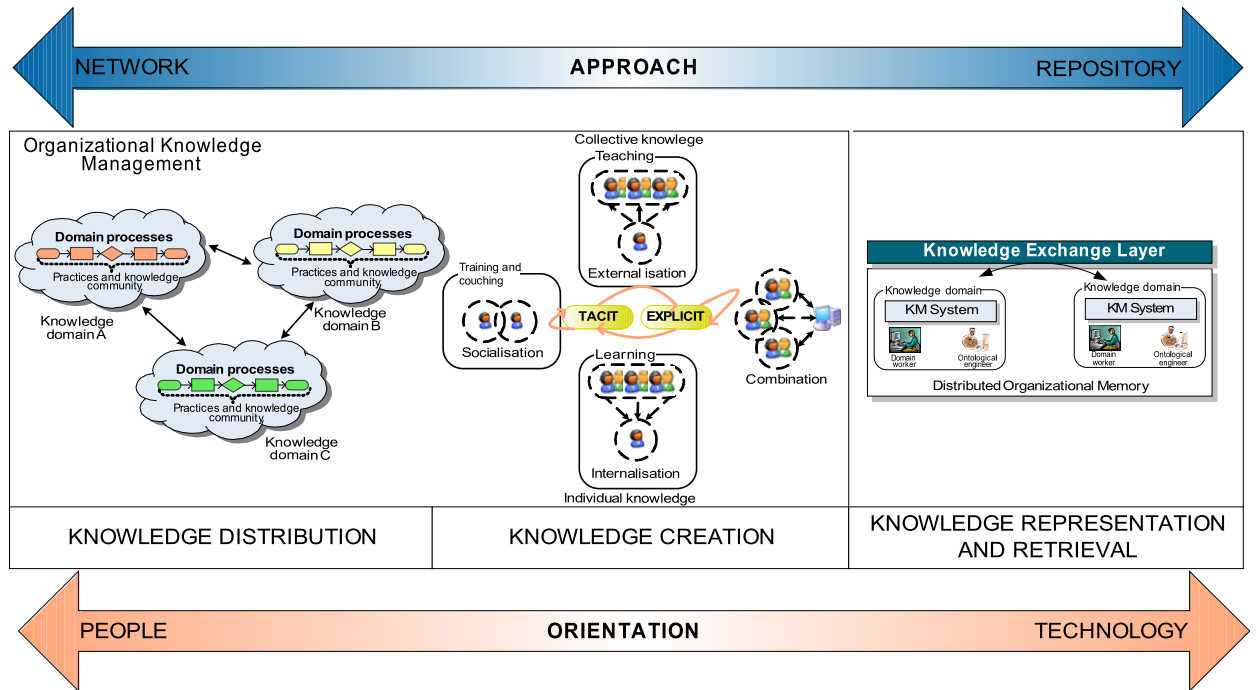 NETWORK
APPROACH
REPOSITORY
Organizational Knowledge
Management
Domain processes
Practices and knowledge
community
Knowledge
domain A
Domain processes
Practices and knowledge
community
Knowledge
domain B
Domain processes
Practices and knowledge
community
Knowledge
domain C
Collective knowlege
Teaching
External isation
Training and
couching
Socialisation
TACIT
EXPLICIT
Combination
Learning
Internalisation
Individual knowledge
Knowledge Exchange Layer
Knowledge domain
KM System
Domain
worker
Ontological
engineer
Knowledge domain
KM System
Domain
worker
Ontological
engineer
Distributed Organizational Memory
KNOWLEDGE DISTRIBUTION
KNOWLEDGE CREATION
KNOWLEDGE REPRESENTATION
AND RETRIEVAL
PEOPLE
ORIENTATION
TECHNOLOGY